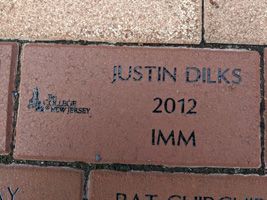 JUSTIN DILKS
The
COLLEGE
of NEW JERSEY
2012
IMM